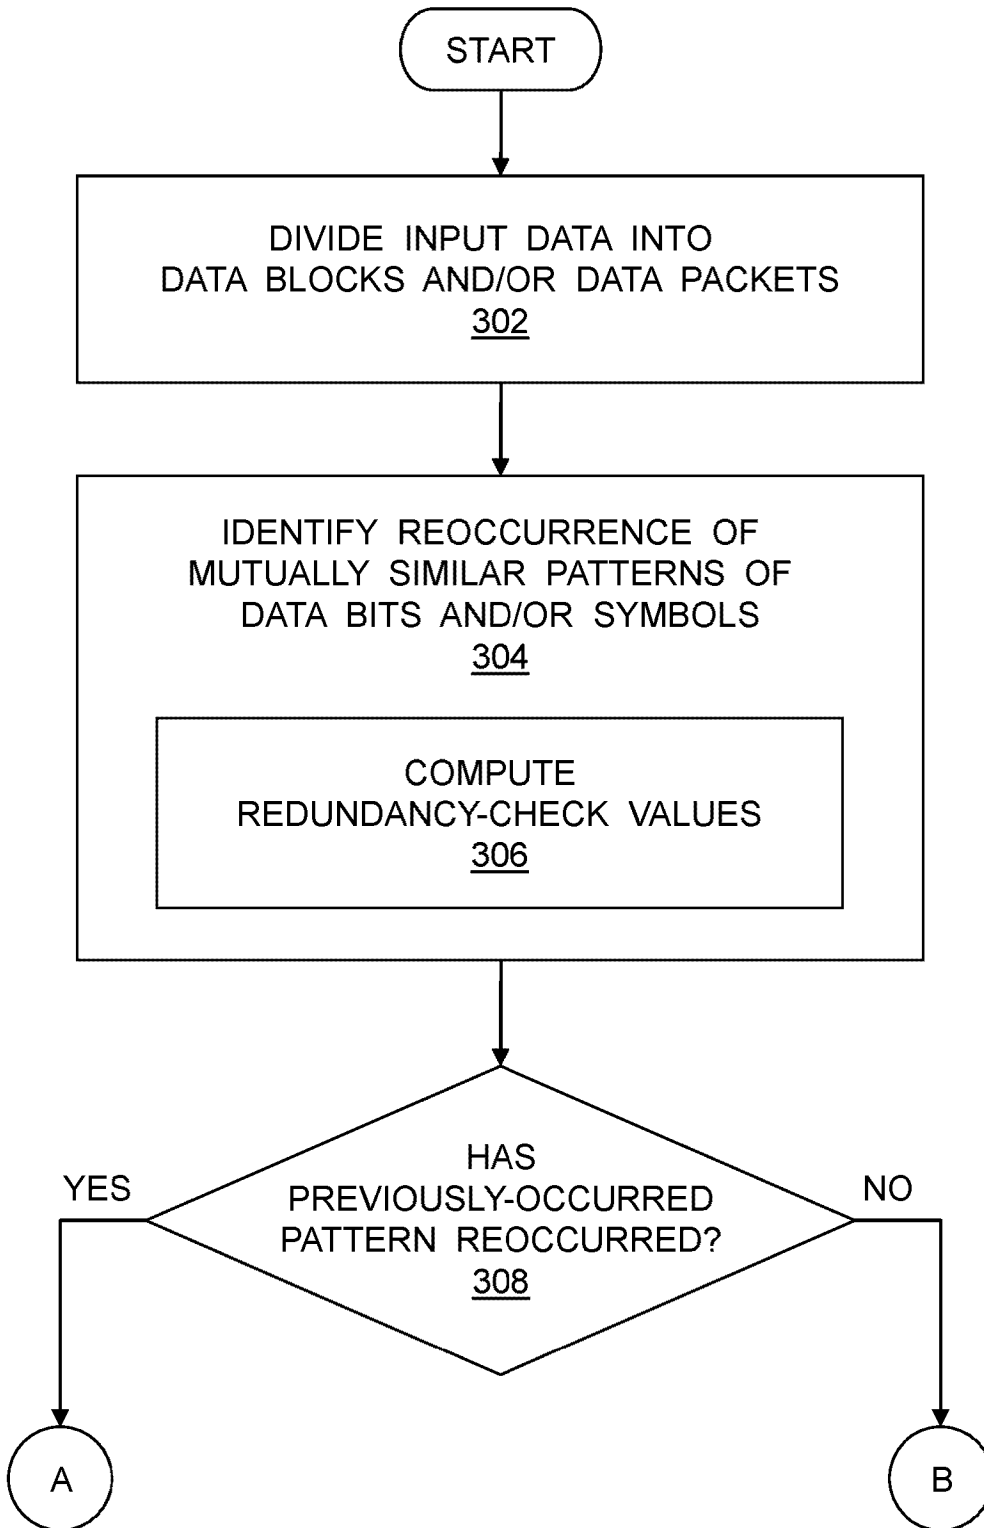 START
DIVIDE INPUT DATA INTO
DATA BLOCKS AND/OR DATA PACKETS
302
IDENTIFY REOCCURRENCE OF
MUTUALLY SIMILAR PATTERNS OF
DATA BITS AND/OR SYMBOLS
304
COMPUTE
REDUNDANCY-CHECK VALUES
306
HAS
PREVIOUSLY-OCCURRED
PATTERN REOCCURRED?
308
YES
NO
A
B